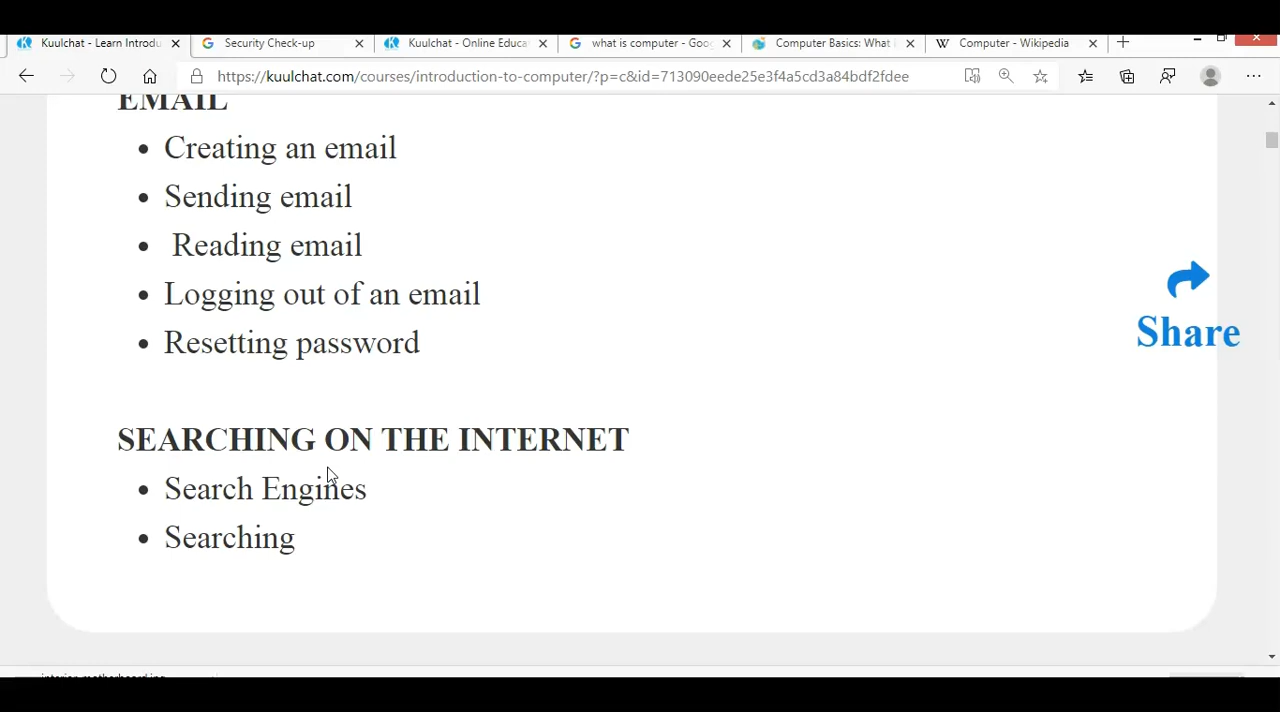 Kuulchat - Learn Introdu
Security Check-up
Kuulchat - Online Educa
what is computer - Goo
Computer Basics: What i
Computer - Wikipedia
https://kuulchat.com/courses/introduction-to-computer/?p=c&id=713090eede25e3f4a5cd3a84bdf2fdee
EMAIL
Creating an email
Sending email
Reading email
Logging out of an email
Resetting password
Share
SEARCHING ON THE INTERNET
Search Engines
Searching